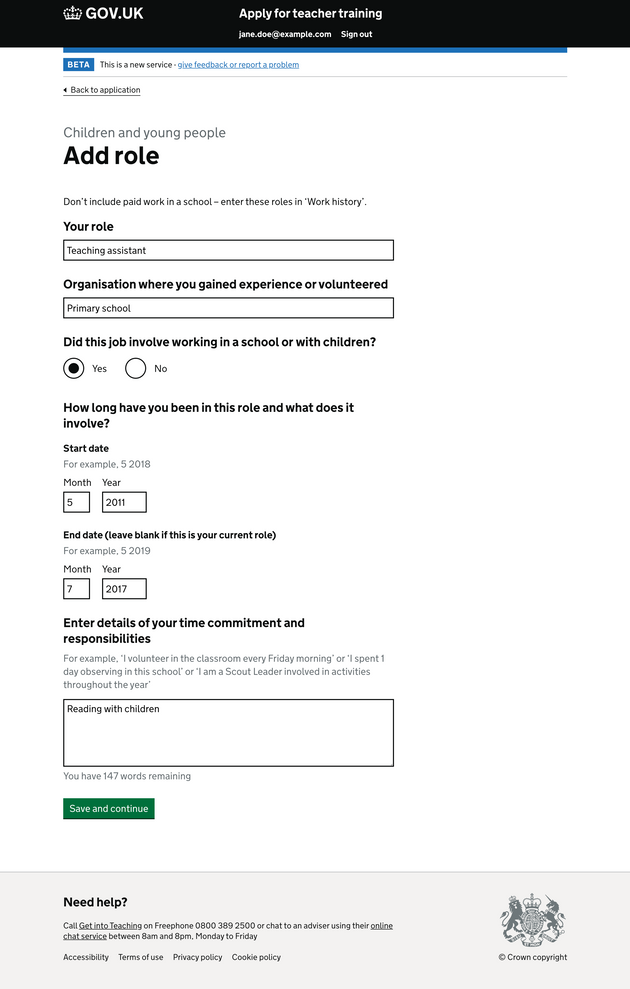 GOV.UK
Apply for teacher training
jane.doe@example.com Sign out
BETA This is a new service - give feedback or report a problem
Back to application
Children and young people
Add role
Don’t include paid work in a school – enter these roles in ‘Work history’.
Your role
Teaching assistant
Organisation where you gained experience or volunteered
Primary school
Did this job involve working in a school or with children?
Yes No
How long have you been in this role and what does it
involve?
Start date
For example, 5 2018
Month Year
5 2011
End date (leave blank if this is your current role)
For example, 5 2019
Month Year
7 2017
Enter details of your time commitment and
responsibilities
For example, ‘I volunteer in the classroom every Friday morning’ or ‘I spent 1
day observing in this school’ or ‘I am a Scout Leader involved in activities
throughout the year’
Reading with children
You have 147 words remaining
Save and continue
Need help?
Call Get into Teaching on Freephone 0800 389 2500 or chat to an adviser using their online
chat service between 8am and 8pm, Monday to Friday
Accessibility Terms of use Privacy policy Cookie policy
© Crown copyright